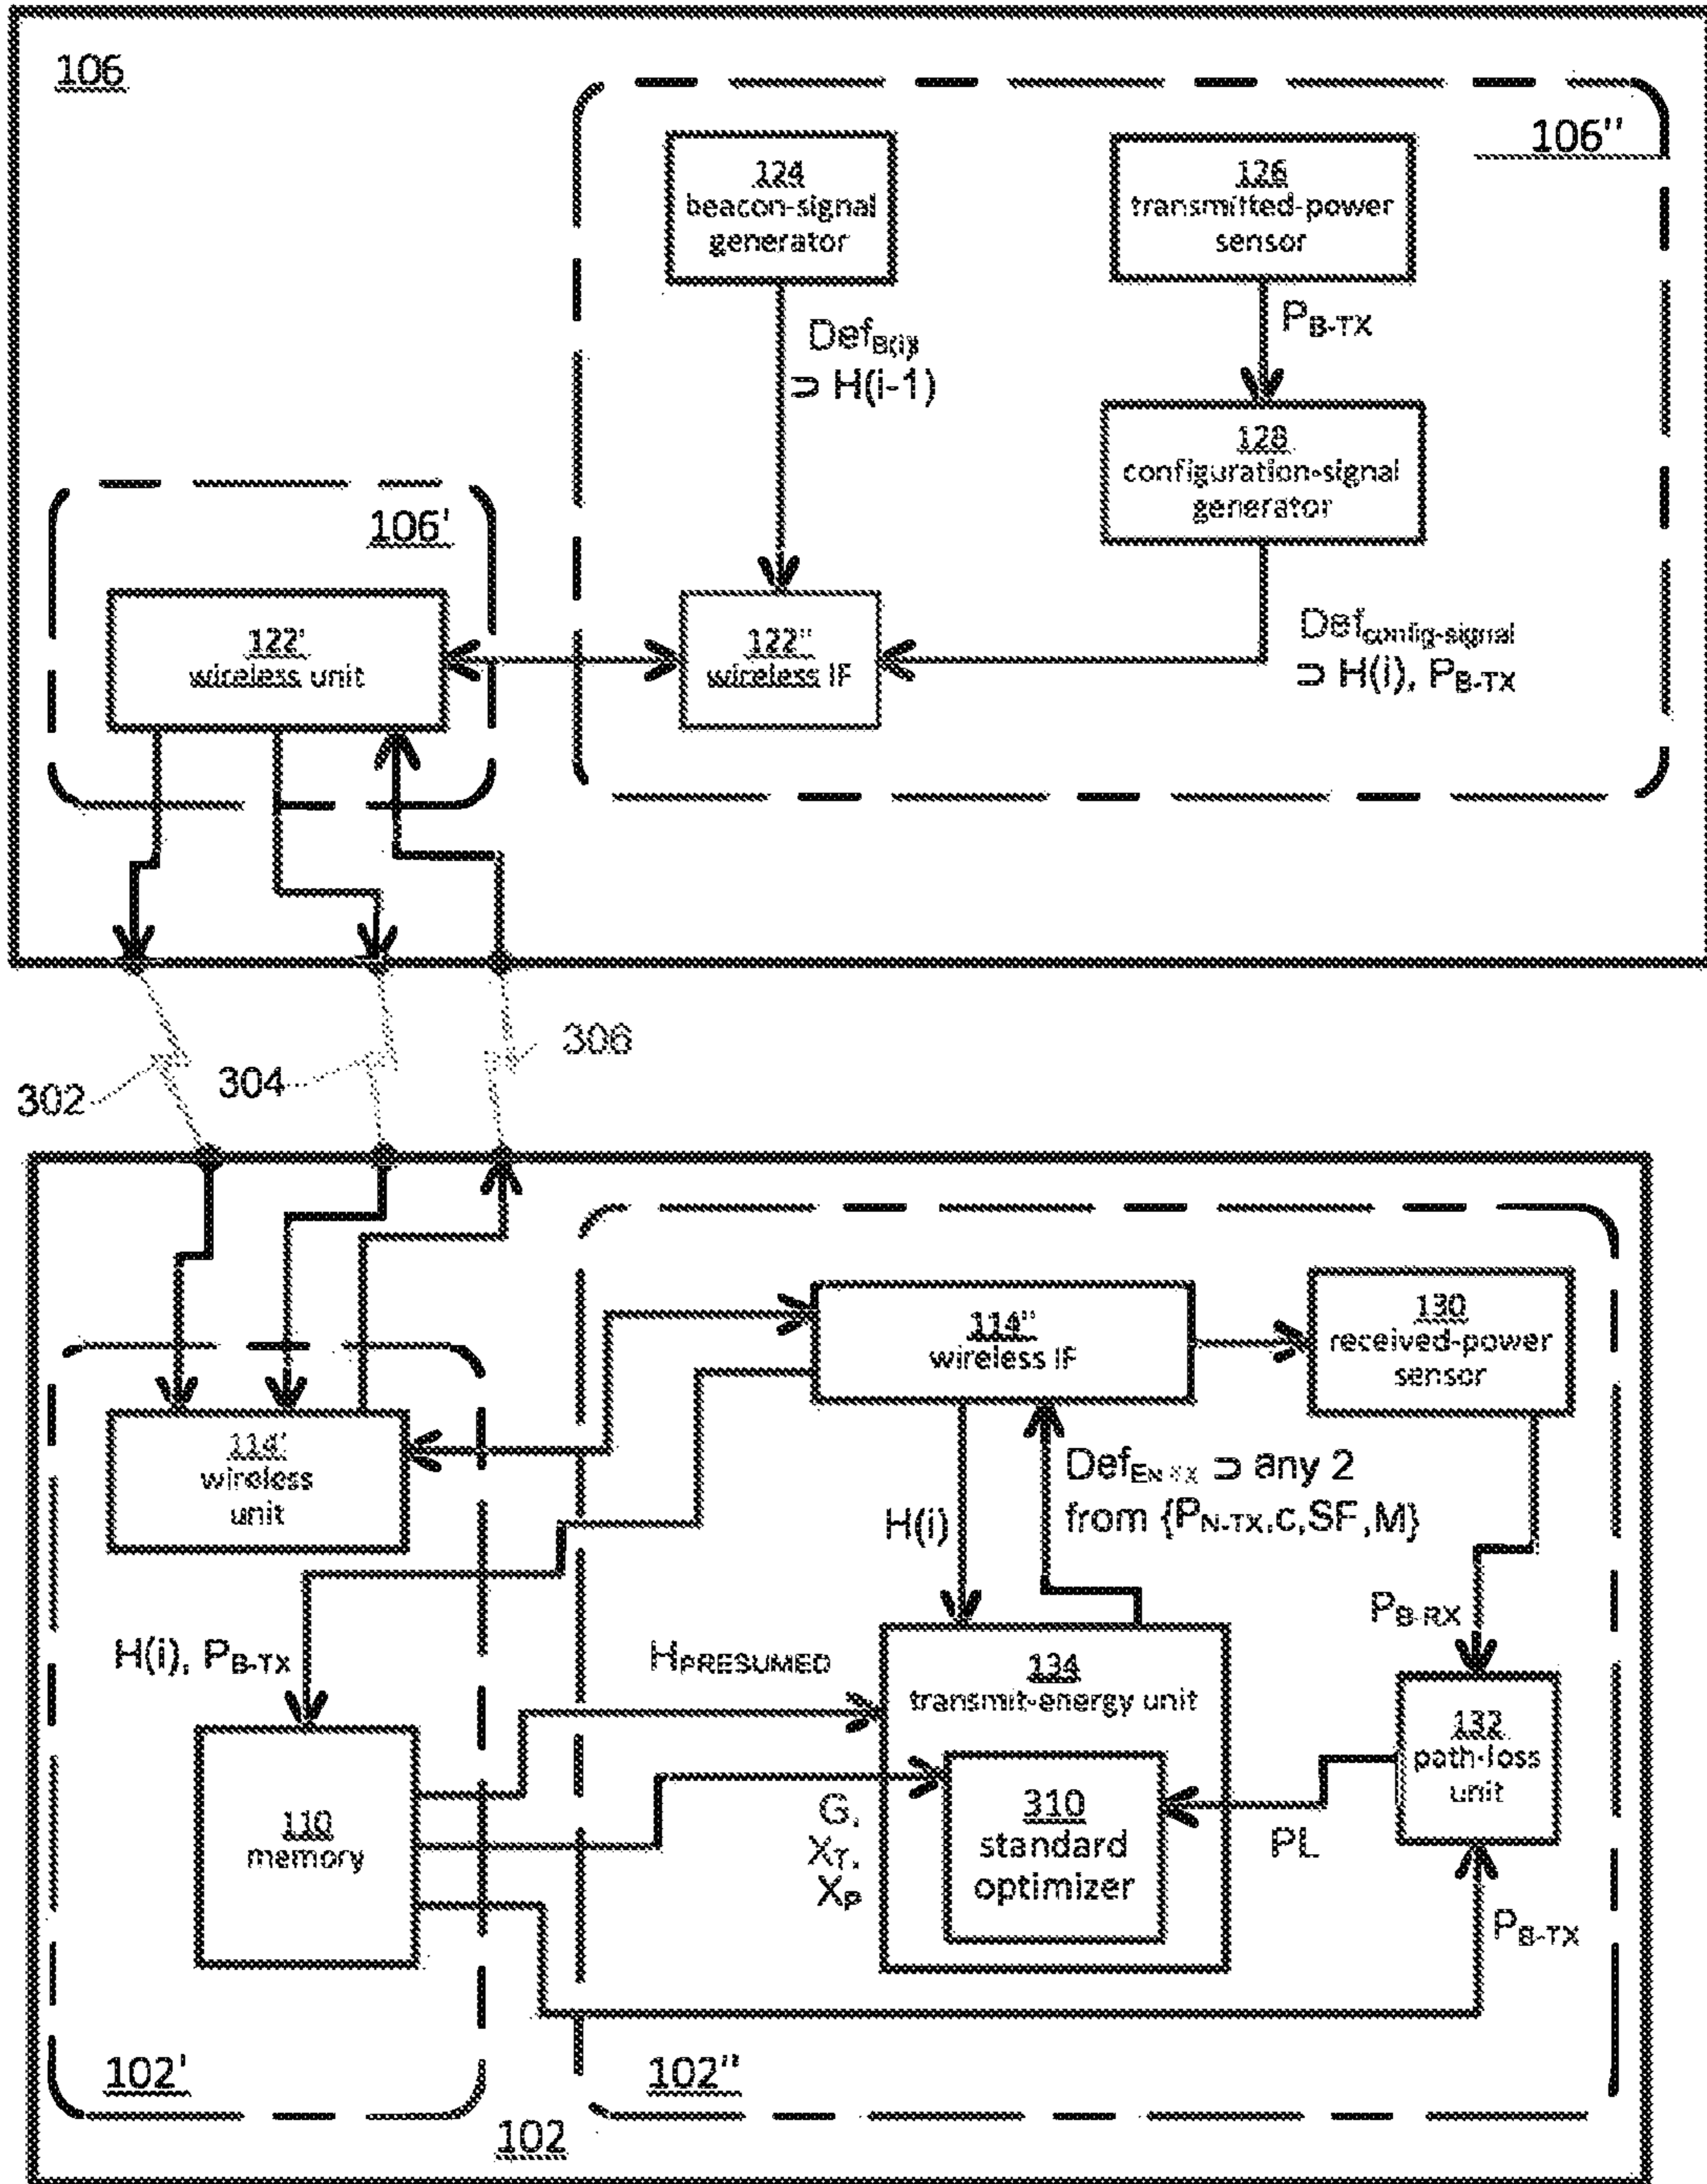 106
106''
124
beacon-signal
generator
126
transmitted-power
sensor
P_B-TX
Def_B(i)
⊃ H(i-1)
128
configuration-signal
generator
106'
122'
wireless unit
122''
wireless IF
Def_config-signal
⊃ H(i), P_B-TX
302
304
306
114''
wireless IF
130
received-power
sensor
114'
wireless
unit
H(i)
Def_EN-TX ⊃ any 2
from {P_N-TX,c,SF,M}
P_B-RX
H(i), P_B-TX
H_PRESUMED
134
transmit-energy unit
132
path-loss
unit
110
memory
G,
X_T,
X_P
310
standard
optimizer
PL
P_B-TX
102'
102''
102